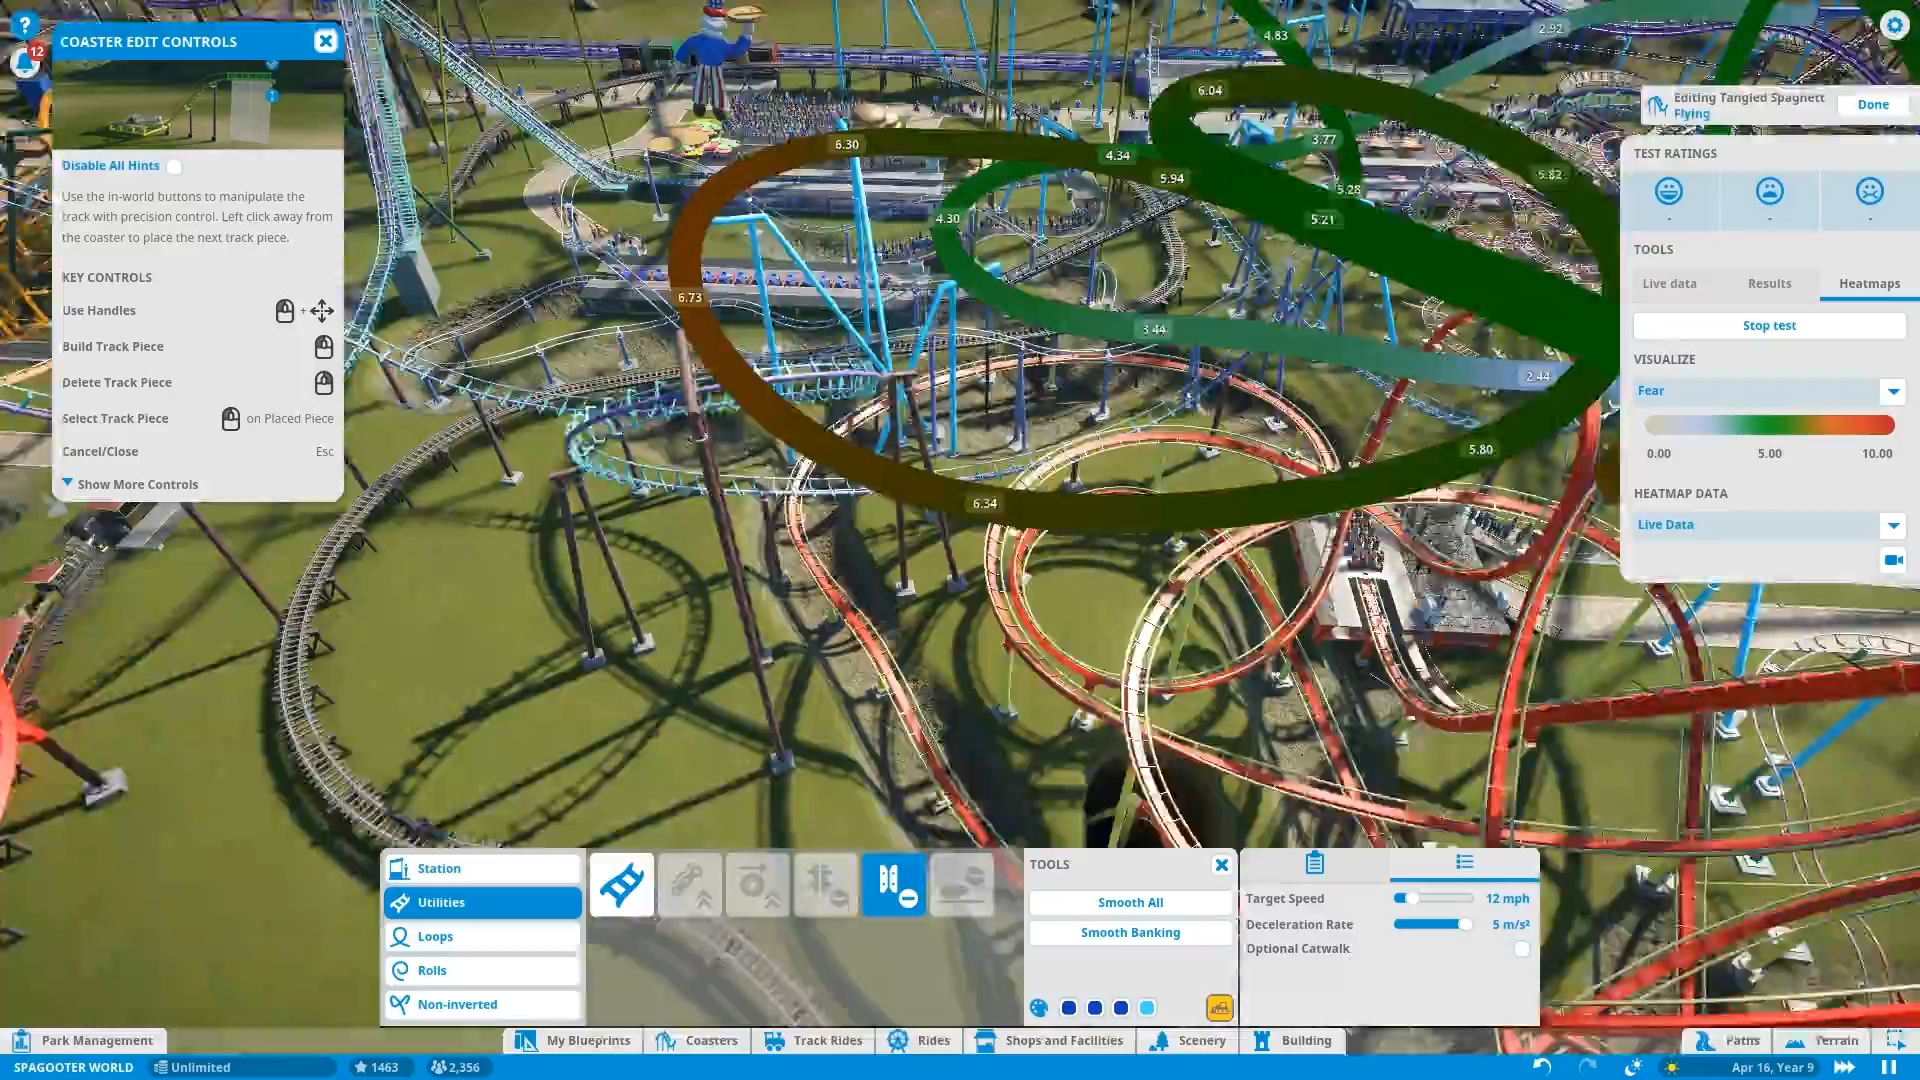 ?
12
COASTER EDIT CONTROLS
Disable All Hints
Use the in-world buttons to manipulate the
track with precision control. Left click away from
the coaster to place the next track piece.
KEY CONTROLS
Use Handles
+
Build Track Piece
Delete Track Piece
Select Track Piece
on Placed Piece
Cancel/Close
Esc
Show More Controls
4.83
2.92
6.04
6.30
4.34
3.77
5.94
5.28
5.82
4.30
5.21
6.73
3.44
2.44
5.80
6.34
Editing Tangled Spagnett
Flying
Done
TEST RATINGS
-
-
-
TOOLS
Live data
Results
Heatmaps
Stop test
VISUALIZE
Fear
0.00
5.00
10.00
HEATMAP DATA
Live Data
Station
Utilities
Loops
Rolls
Non-inverted
TOOLS
Smooth All
Smooth Banking
Target Speed
12 mph
Deceleration Rate
5 m/s²
Optional Catwalk
Park Management
My Blueprints
Coasters
Track Rides
Rides
Shops and Facilities
Scenery
Building
Paths
Terrain
SPAGOOTER WORLD
Unlimited
1463
2,356
Apr 16, Year 9